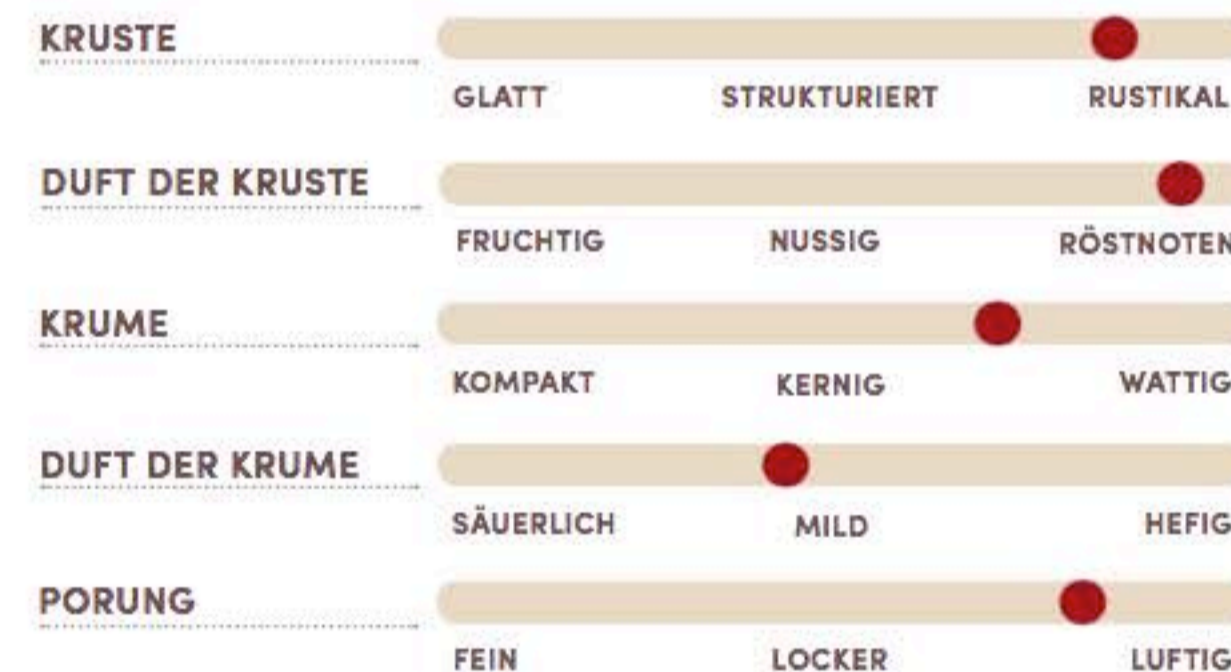 KRUSTE
GLATT STRUKTURIERT RUSTIKAL
DUFT DER KRUSTE
FRUCHTIG NUSSIG RÖSTNOTEN
KRUME
KOMPAKT KERNIG WATTIG
DUFT DER KRUME
SÄUERLICH MILD HEFIG
PORUNG
FEIN LOCKER LUFTIG